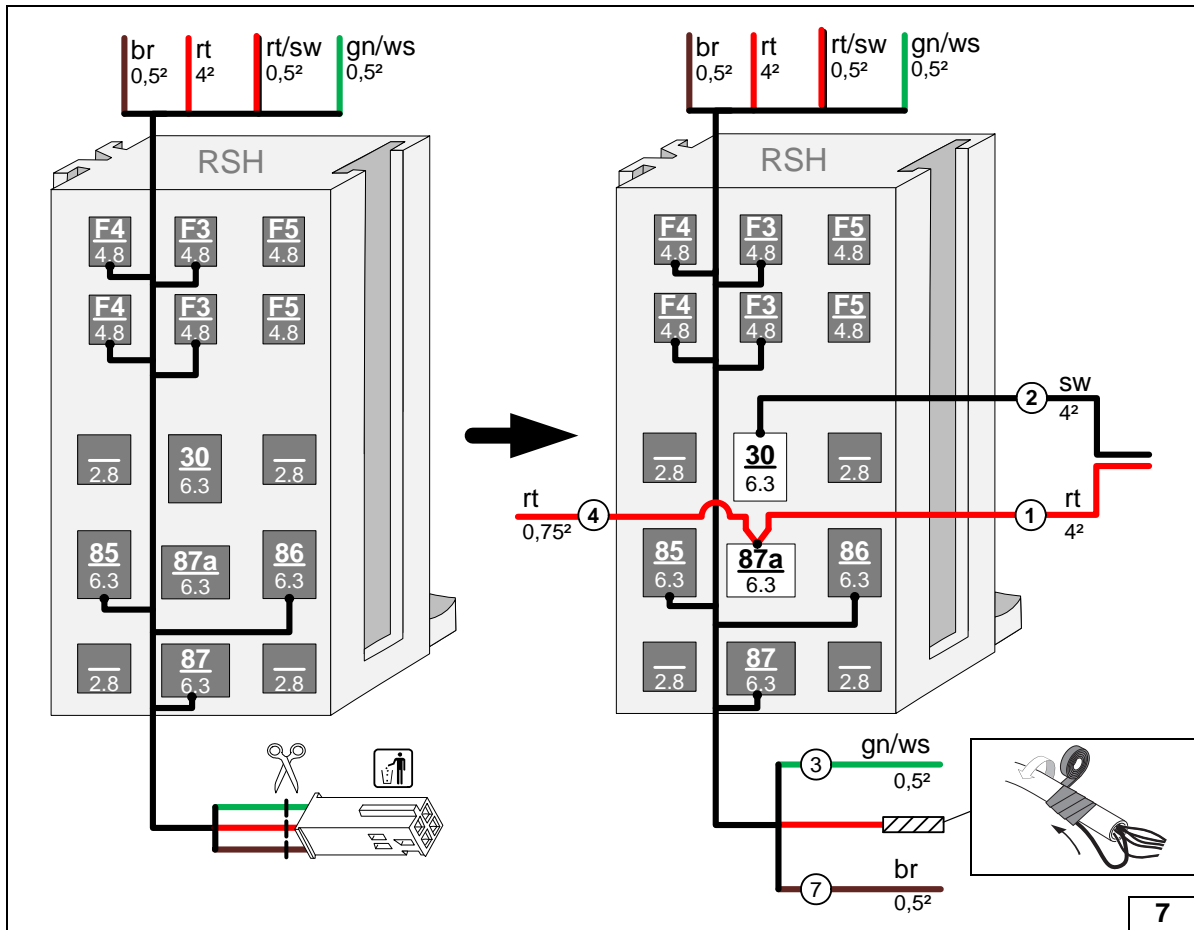 br
0,5²
rt
4²
rt/sw
0,5²
gn/ws
0,5²
RSH
F4
4.8
F3
4.8
F5
4.8
F4
4.8
F3
4.8
F5
4.8
2.8
30
6.3
2.8
85
6.3
87a
6.3
86
6.3
2.8
87
6.3
2.8
br
0,5²
rt
4²
rt/sw
0,5²
gn/ws
0,5²
RSH
F4
4.8
F3
4.8
F5
4.8
F4
4.8
F3
4.8
F5
4.8
2 sw
4²
2.8
30
6.3
2.8
rt
4
0,75²
1 rt
4²
85
6.3
87a
6.3
86
6.3
2.8
87
6.3
2.8
3 gn/ws
0,5²
7 br
0,5²
7